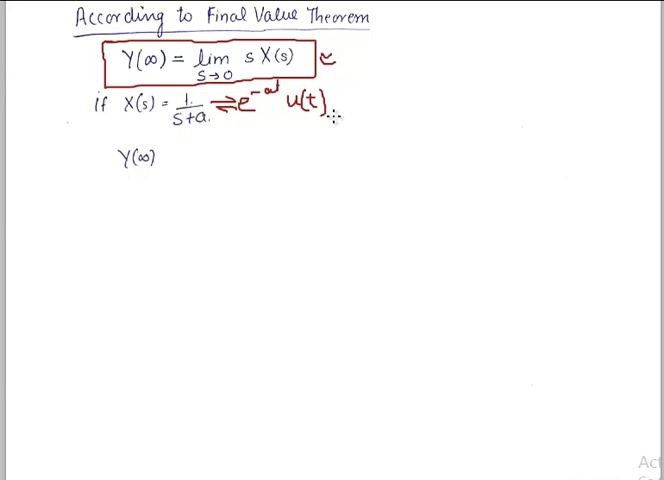 According to Final Value Theorem
Y(∞) = lim s X(s)
s→0
if X(s) = 1/(s+a) ⇌ e^-at u(t)
Y(∞)